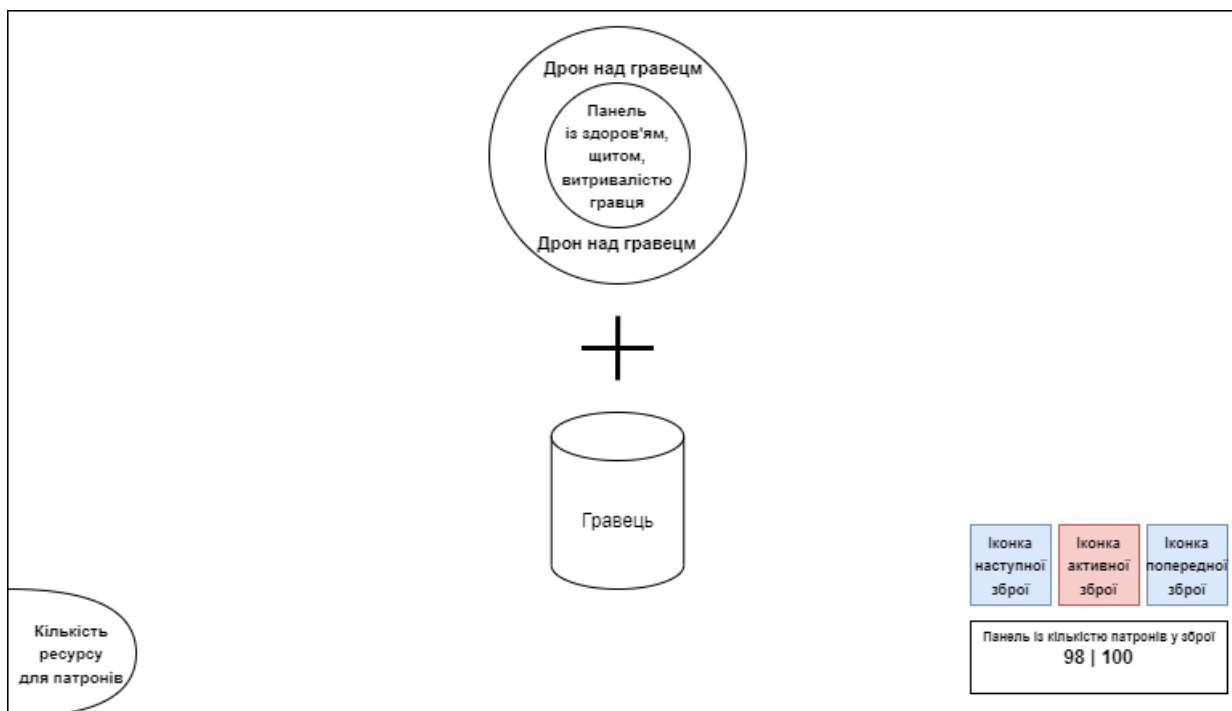 Дрон над гравецм
Панель
із здоров'ям,
щитом,
витривалістю
гравця
Дрон над гравецм
Гравець
Іконка
наступної
зброї
Іконка
активної
зброї
Іконка
попередної
зброї
Кількість
ресурсу
для патронів
Панель із кількістю патронів у зброї
98 | 100